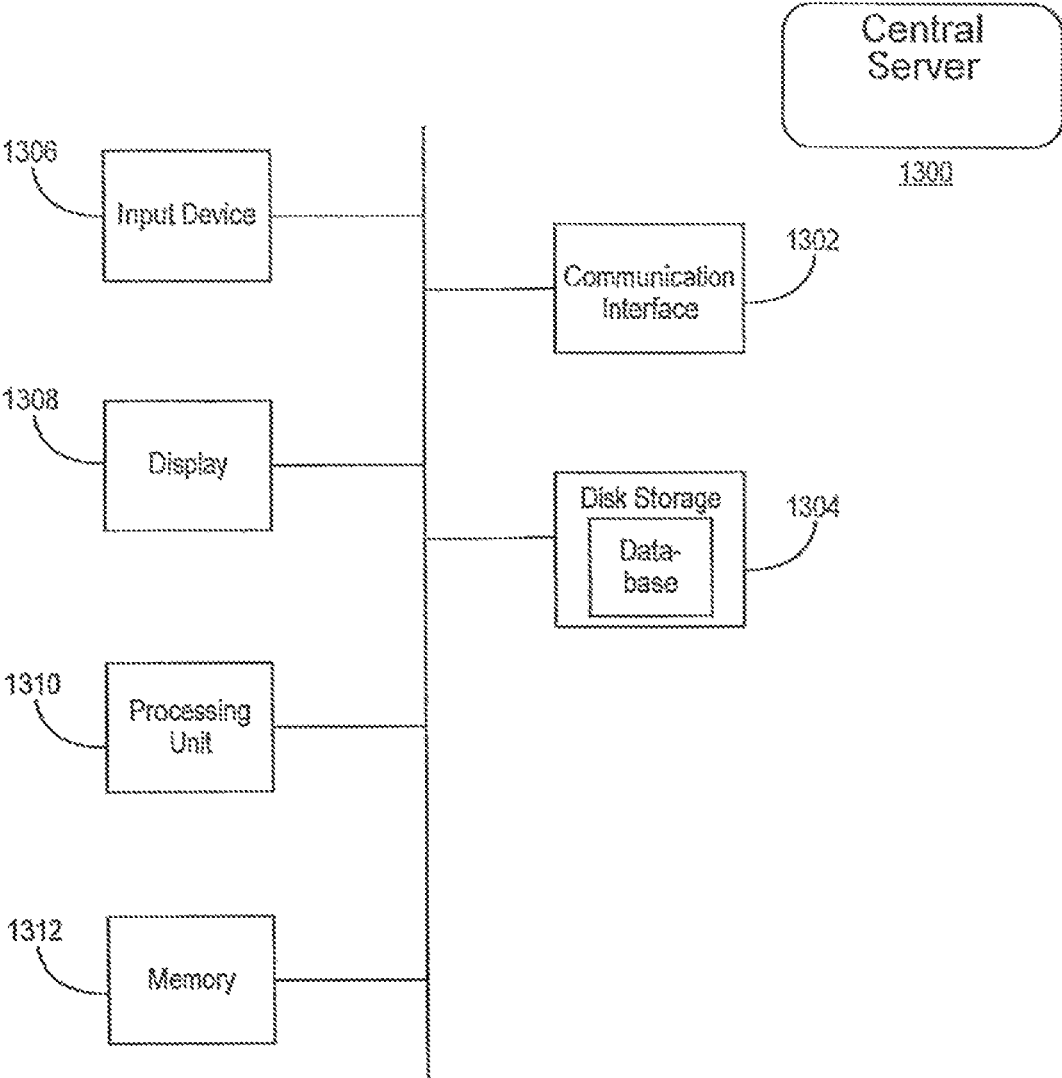 Central
Server
1300
1306
Input Device
1302
Communication
Interface
1308
Display
Disk Storage
1304
Data-
base
1310
Processing
Unit
1312
Memory